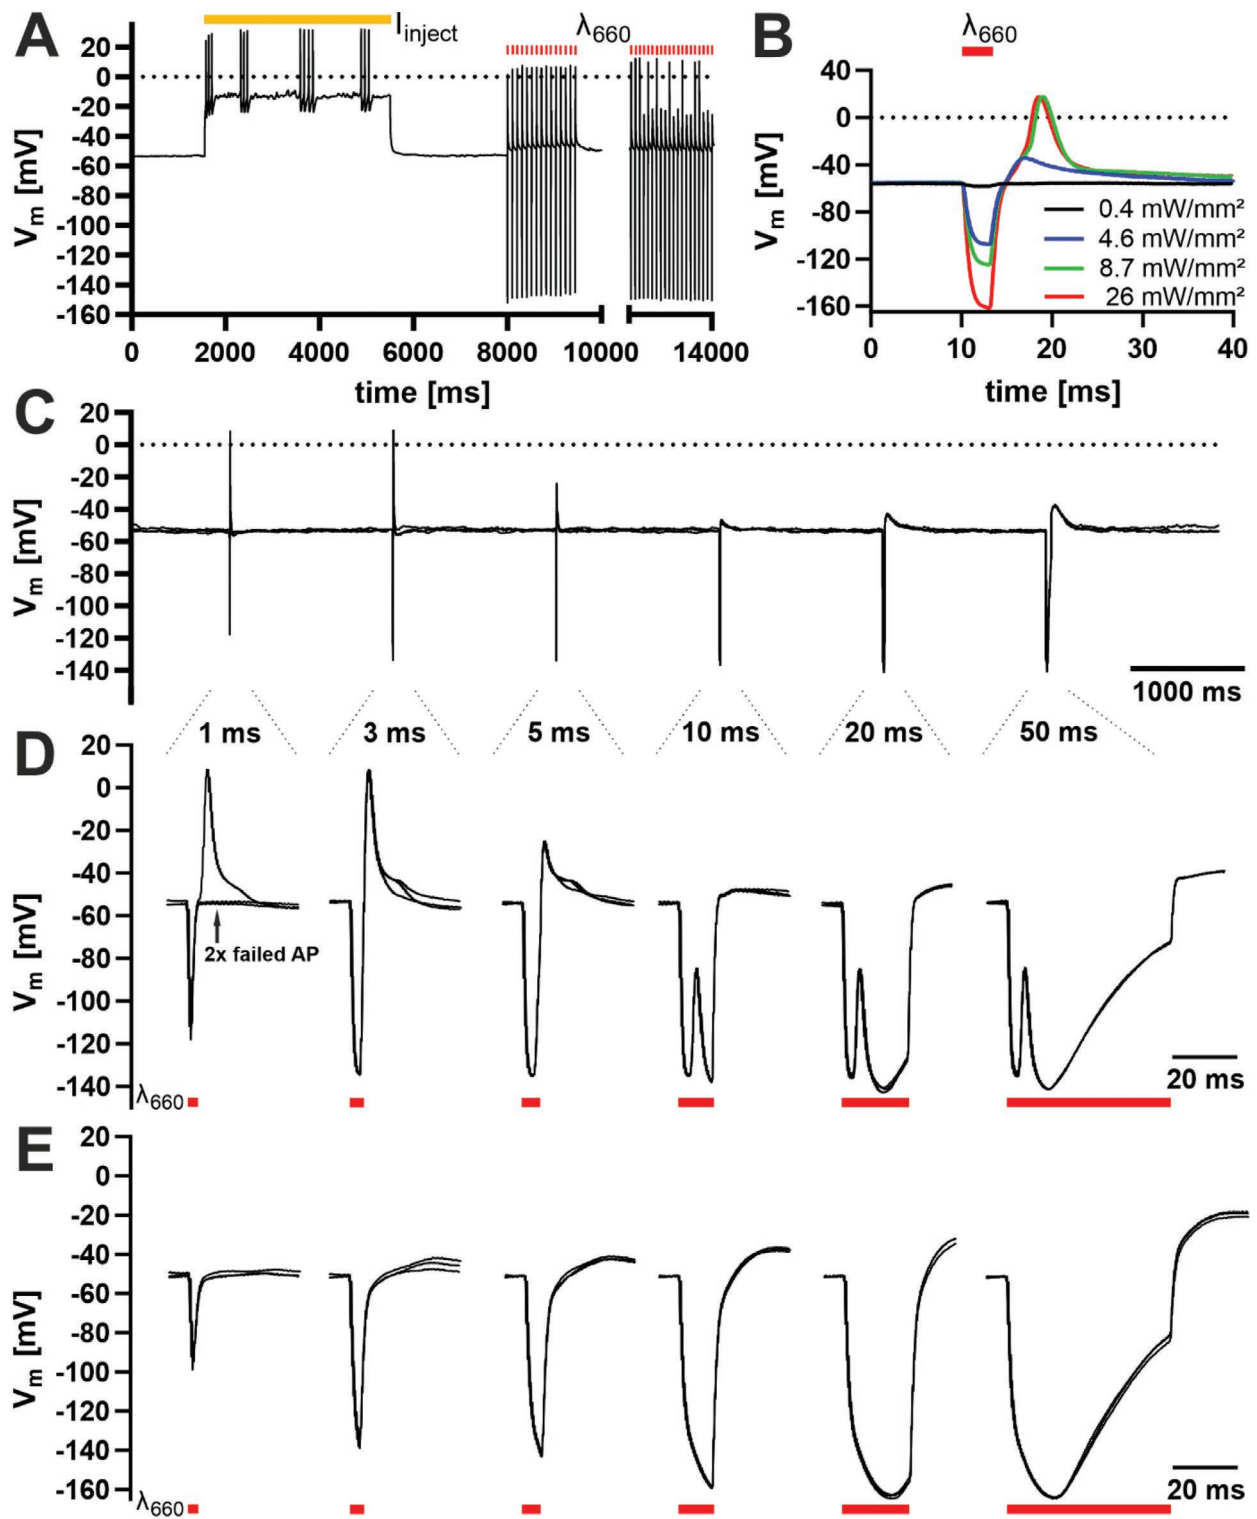 A
I inject
λ660
20
0
-20
-40
-60
-80
-100
-120
-140
-160
Vm [mV]
0 2000 4000 6000 8000 10000 14000
time [ms]
B
λ660
40
0
-40
-80
-120
-160
Vm [mV]
0.4 mW/mm²
4.6 mW/mm²
8.7 mW/mm²
26 mW/mm²
0 10 20 30 40
time [ms]
C
20
0
-20
-40
-60
-80
-100
-120
-140
Vm [mV]
1000 ms
1 ms 3 ms 5 ms 10 ms 20 ms 50 ms
D
20
0
-20
-40
-60
-80
-100
-120
-140
Vm [mV]
2x failed AP
20 ms
λ660
E
20
0
-20
-40
-60
-80
-100
-120
-140
-160
Vm [mV]
20 ms
λ660